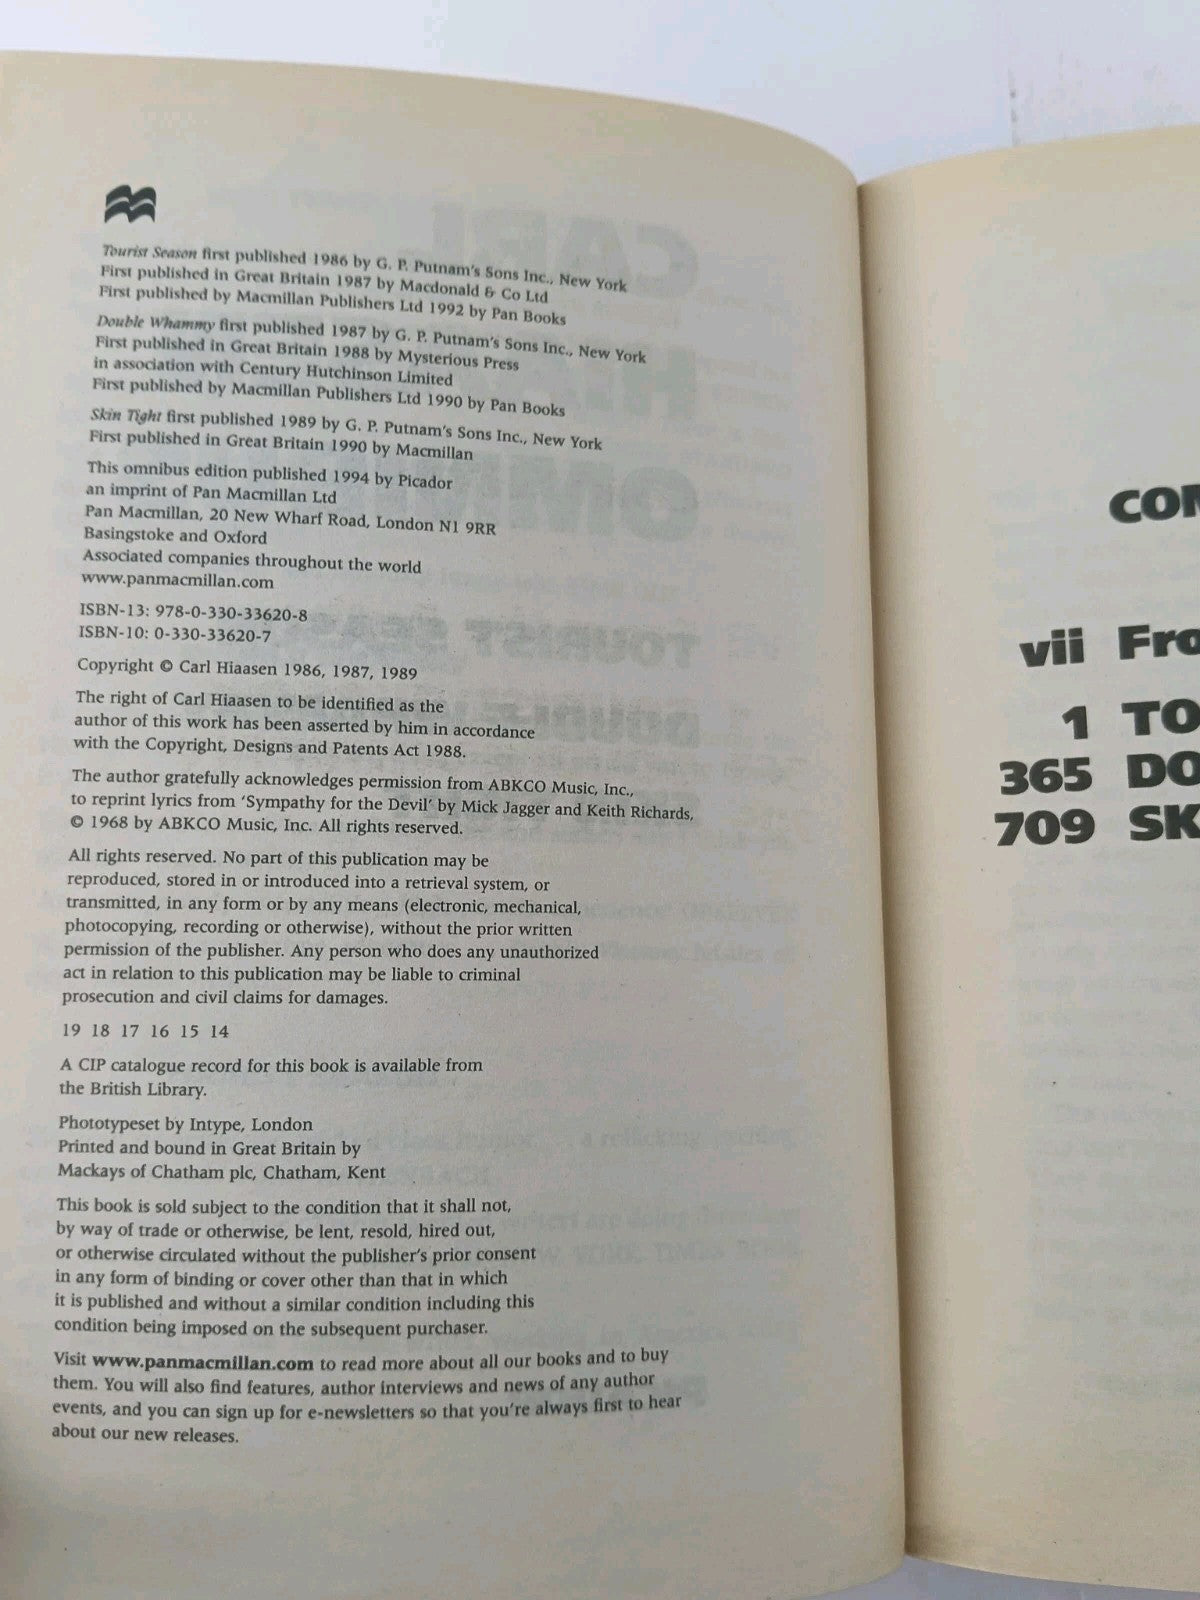 Tourist Season first published 1986 by G. P. Putnam's Sons Inc., New York
First published in Great Britain 1987 by Macdonald & Co Ltd
First published by Macmillan Publishers Ltd 1992 by Pan Books
Double Whammy first published 1987 by G. P. Putnam's Sons Inc., New York
First published in Great Britain 1988 by Mysterious Press
in association with Century Hutchinson Limited
First published by Macmillan Publishers Ltd 1990 by Pan Books
Skin Tight first published 1989 by G. P. Putnam's Sons Inc., New York
First published in Great Britain 1990 by Macmillan
This omnibus edition published 1994 by Picador
an imprint of Pan Macmillan Ltd
Pan Macmillan, 20 New Wharf Road, London N1 9RR
Basingstoke and Oxford
Associated companies throughout the world
www.panmacmillan.com
ISBN-13: 978-0-330-33620-8
ISBN-10: 0-330-33620-7
Copyright © Carl Hiaasen 1986, 1987, 1989
The right of Carl Hiaasen to be identified as the
author of this work has been asserted by him in accordance
with the Copyright, Designs and Patents Act 1988.
The author gratefully acknowledges permission from ABKCO Music, Inc.,
to reprint lyrics from 'Sympathy for the Devil' by Mick Jagger and Keith Richards,
© 1968 by ABKCO Music, Inc. All rights reserved.
All rights reserved. No part of this publication may be
reproduced, stored in or introduced into a retrieval system, or
transmitted, in any form or by any means (electronic, mechanical,
photocopying, recording or otherwise), without the prior written
permission of the publisher. Any person who does any unauthorized
act in relation to this publication may be liable to criminal
prosecution and civil claims for damages.
19 18 17 16 15 14
A CIP catalogue record for this book is available from
the British Library.
Phototypeset by Intype, London
Printed and bound in Great Britain by
Mackays of Chatham plc, Chatham, Kent
This book is sold subject to the condition that it shall not,
by way of trade or otherwise, be lent, resold, hired out,
or otherwise circulated without the publisher's prior consent
in any form of binding or cover other than that in which
it is published and without a similar condition including this
condition being imposed on the subsequent purchaser.
Visit www.panmacmillan.com to read more about all our books and to buy
them. You will also find features, author interviews and news of any author
events, and you can sign up for e-newsletters so that you're always first to hear
about our new releases.
CON
vii Fro
1 TO
365 DO
709 SK